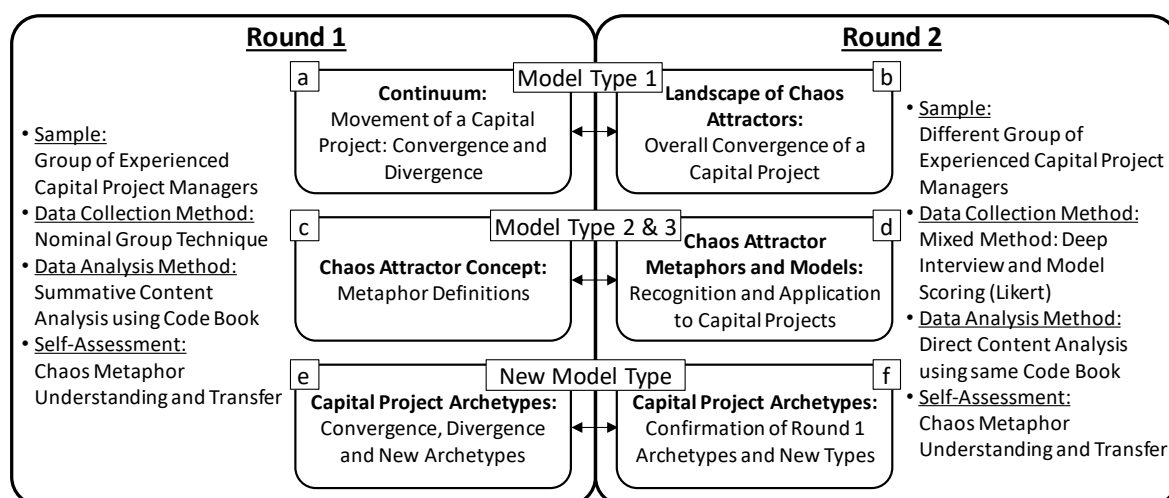 Round 1
Round 2
Model Type 1
a
Continuum:
Movement of a Capital
Project: Convergence and
Divergence
b
Landscape of Chaos
Attractors:
Overall Convergence of a
Capital Project
Model Type 2 & 3
c
Chaos Attractor Concept:
Metaphor Definitions
d
Chaos Attractor
Metaphors and Models:
Recognition and Application
to Capital Projects
New Model Type
e
Capital Project Archetypes:
Convergence, Divergence
and New Archetypes
f
Capital Project Archetypes:
Confirmation of Round 1
Archetypes and New Types
• Sample:
Group of Experienced
Capital Project Managers
• Data Collection Method:
Nominal Group Technique
• Data Analysis Method:
Summative Content
Analysis using Code Book
• Self-Assessment:
Chaos Metaphor
Understanding and Transfer
• Sample:
Different Group of
Experienced Capital Project
Managers
• Data Collection Method:
Mixed Method: Deep
Interview and Model
Scoring (Likert)
• Data Analysis Method:
Direct Content Analysis
using same Code Book
• Self-Assessment:
Chaos Metaphor
Understanding and Transfer